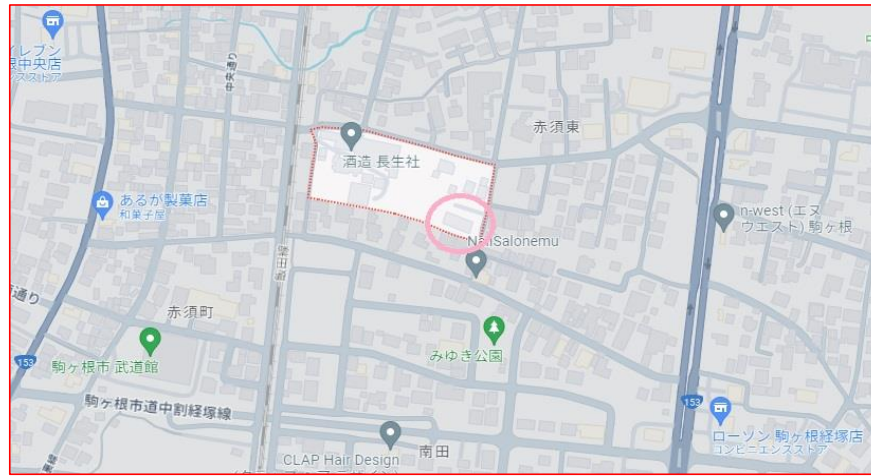 イレブン
根中央店
ンスストア
中央通り
赤須東
酒造 長生社
あるが製菓店
和菓子屋
n-west (エヌ
ウエスト) 駒ヶ根
NailSalonemu
飯田線
通り
赤須町
みゆき公園
153
駒ヶ根市 武道館
153
駒ヶ根市道中割経塚線
ローソン 駒ヶ根経塚店
コンビニエンスストア
南田
CLAP Hair Design